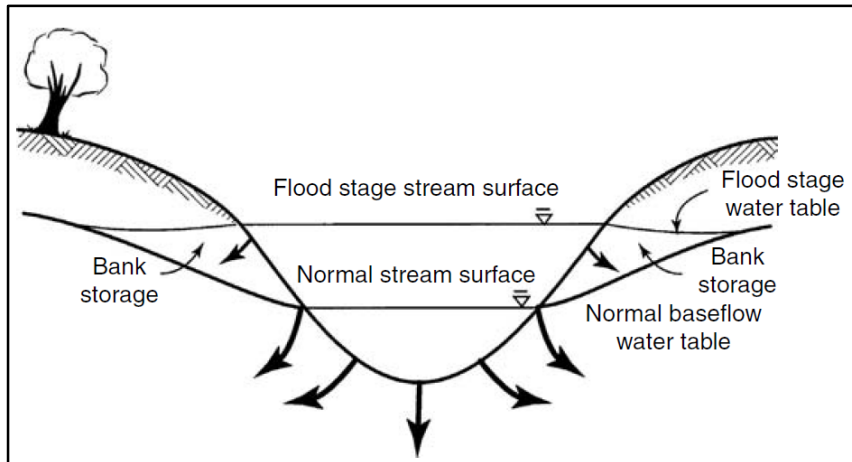 Flood stage stream surface
Flood stage
water table
Bank
storage
Normal stream surface
Bank
storage
Normal baseflow
water table